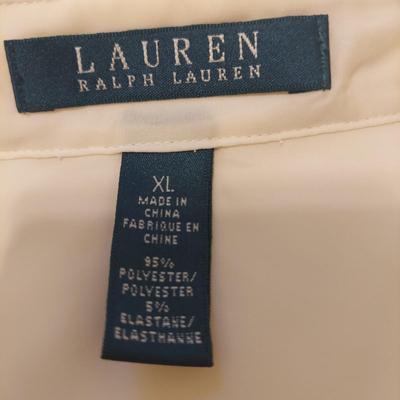 LAUREN
RALPH LAUREN
XL
MADE IN
CHINA
FABRIQUE EN
CHINE
95%
POLYESTER/
POLYESTER
5%
ELASTANE/
ELASTHANNE